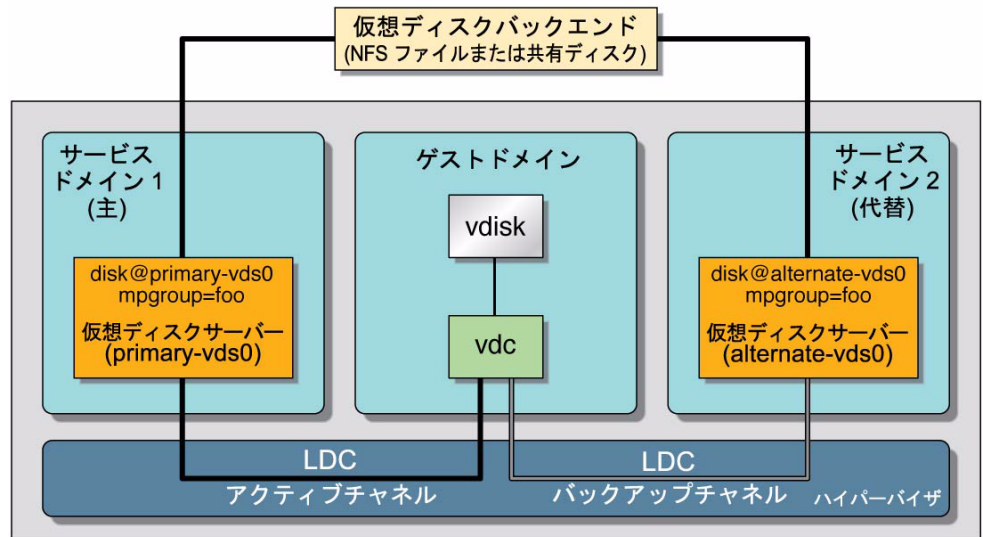 仮想ディスクバックエンド
(NFS ファイルまたは共有ディスク)
サービス
ドメイン 1
(主)
disk@primary-vds0
mpgroup=foo
仮想ディスクサーバー
(primary-vds0)
ゲストドメイン
vdisk
vdc
サービス
ドメイン 2
(代替)
disk@alternate-vds0
mpgroup=foo
仮想ディスクサーバー
(alternate-vds0)
LDC
アクティブチャネル
LDC
バックアップチャネル
ハイパーバイザ